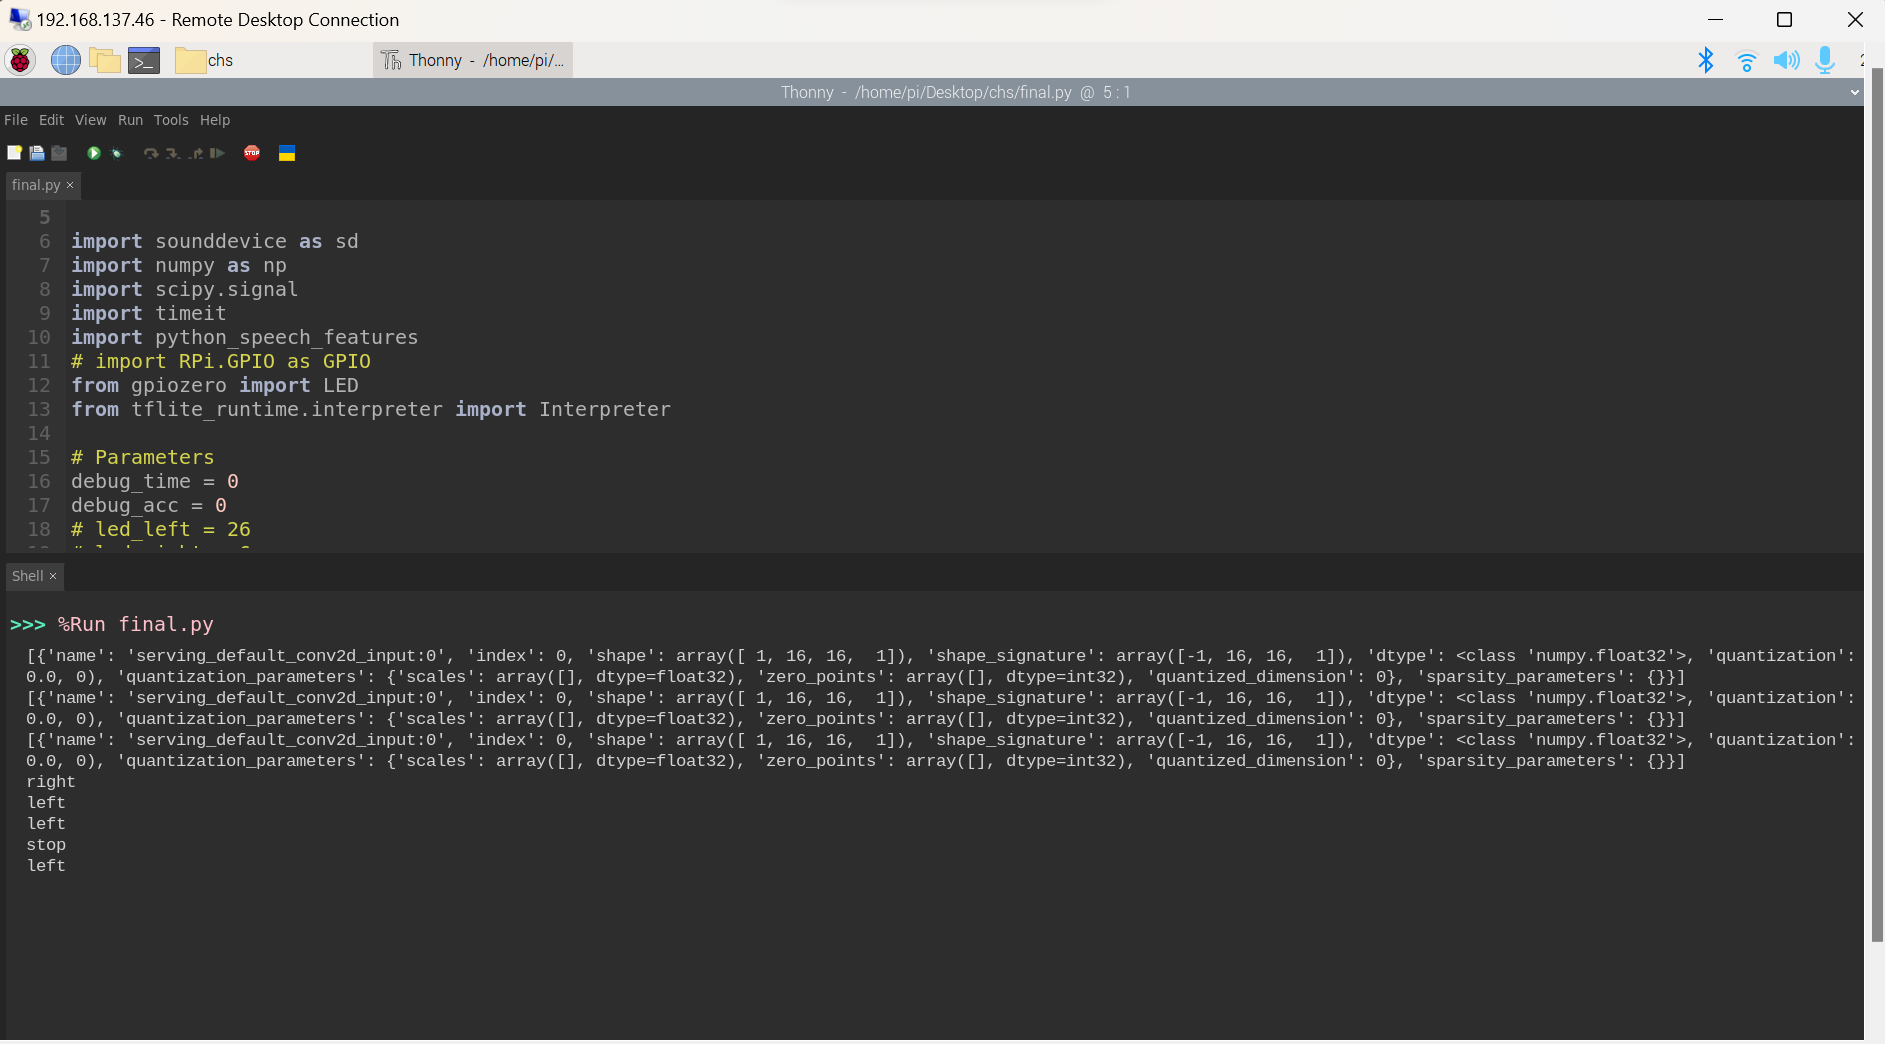 192.168.137.46 - Remote Desktop Connection
chs
Thonny - /home/pi/...
Thonny - /home/pi/Desktop/chs/final.py @ 5 : 1
File Edit View Run Tools Help
STOP
final.py ×
5
6 import sounddevice as sd
7 import numpy as np
8 import scipy.signal
9 import timeit
10 import python_speech_features
11 # import RPi.GPIO as GPIO
12 from gpiozero import LED
13 from tflite_runtime.interpreter import Interpreter
14
15 # Parameters
16 debug_time = 0
17 debug_acc = 0
18 # led_left = 26
Shell ×
>>> %Run final.py
[{'name': 'serving_default_conv2d_input:0', 'index': 0, 'shape': array([ 1, 16, 16,  1]), 'shape_signature': array([-1, 16, 16,  1]), 'dtype': <class 'numpy.float32'>, 'quantization':
0.0, 0), 'quantization_parameters': {'scales': array([], dtype=float32), 'zero_points': array([], dtype=int32), 'quantized_dimension': 0}, 'sparsity_parameters': {}}]
[{'name': 'serving_default_conv2d_input:0', 'index': 0, 'shape': array([ 1, 16, 16,  1]), 'shape_signature': array([-1, 16, 16,  1]), 'dtype': <class 'numpy.float32'>, 'quantization':
0.0, 0), 'quantization_parameters': {'scales': array([], dtype=float32), 'zero_points': array([], dtype=int32), 'quantized_dimension': 0}, 'sparsity_parameters': {}}]
[{'name': 'serving_default_conv2d_input:0', 'index': 0, 'shape': array([ 1, 16, 16,  1]), 'shape_signature': array([-1, 16, 16,  1]), 'dtype': <class 'numpy.float32'>, 'quantization':
0.0, 0), 'quantization_parameters': {'scales': array([], dtype=float32), 'zero_points': array([], dtype=int32), 'quantized_dimension': 0}, 'sparsity_parameters': {}}]
right
left
left
stop
left